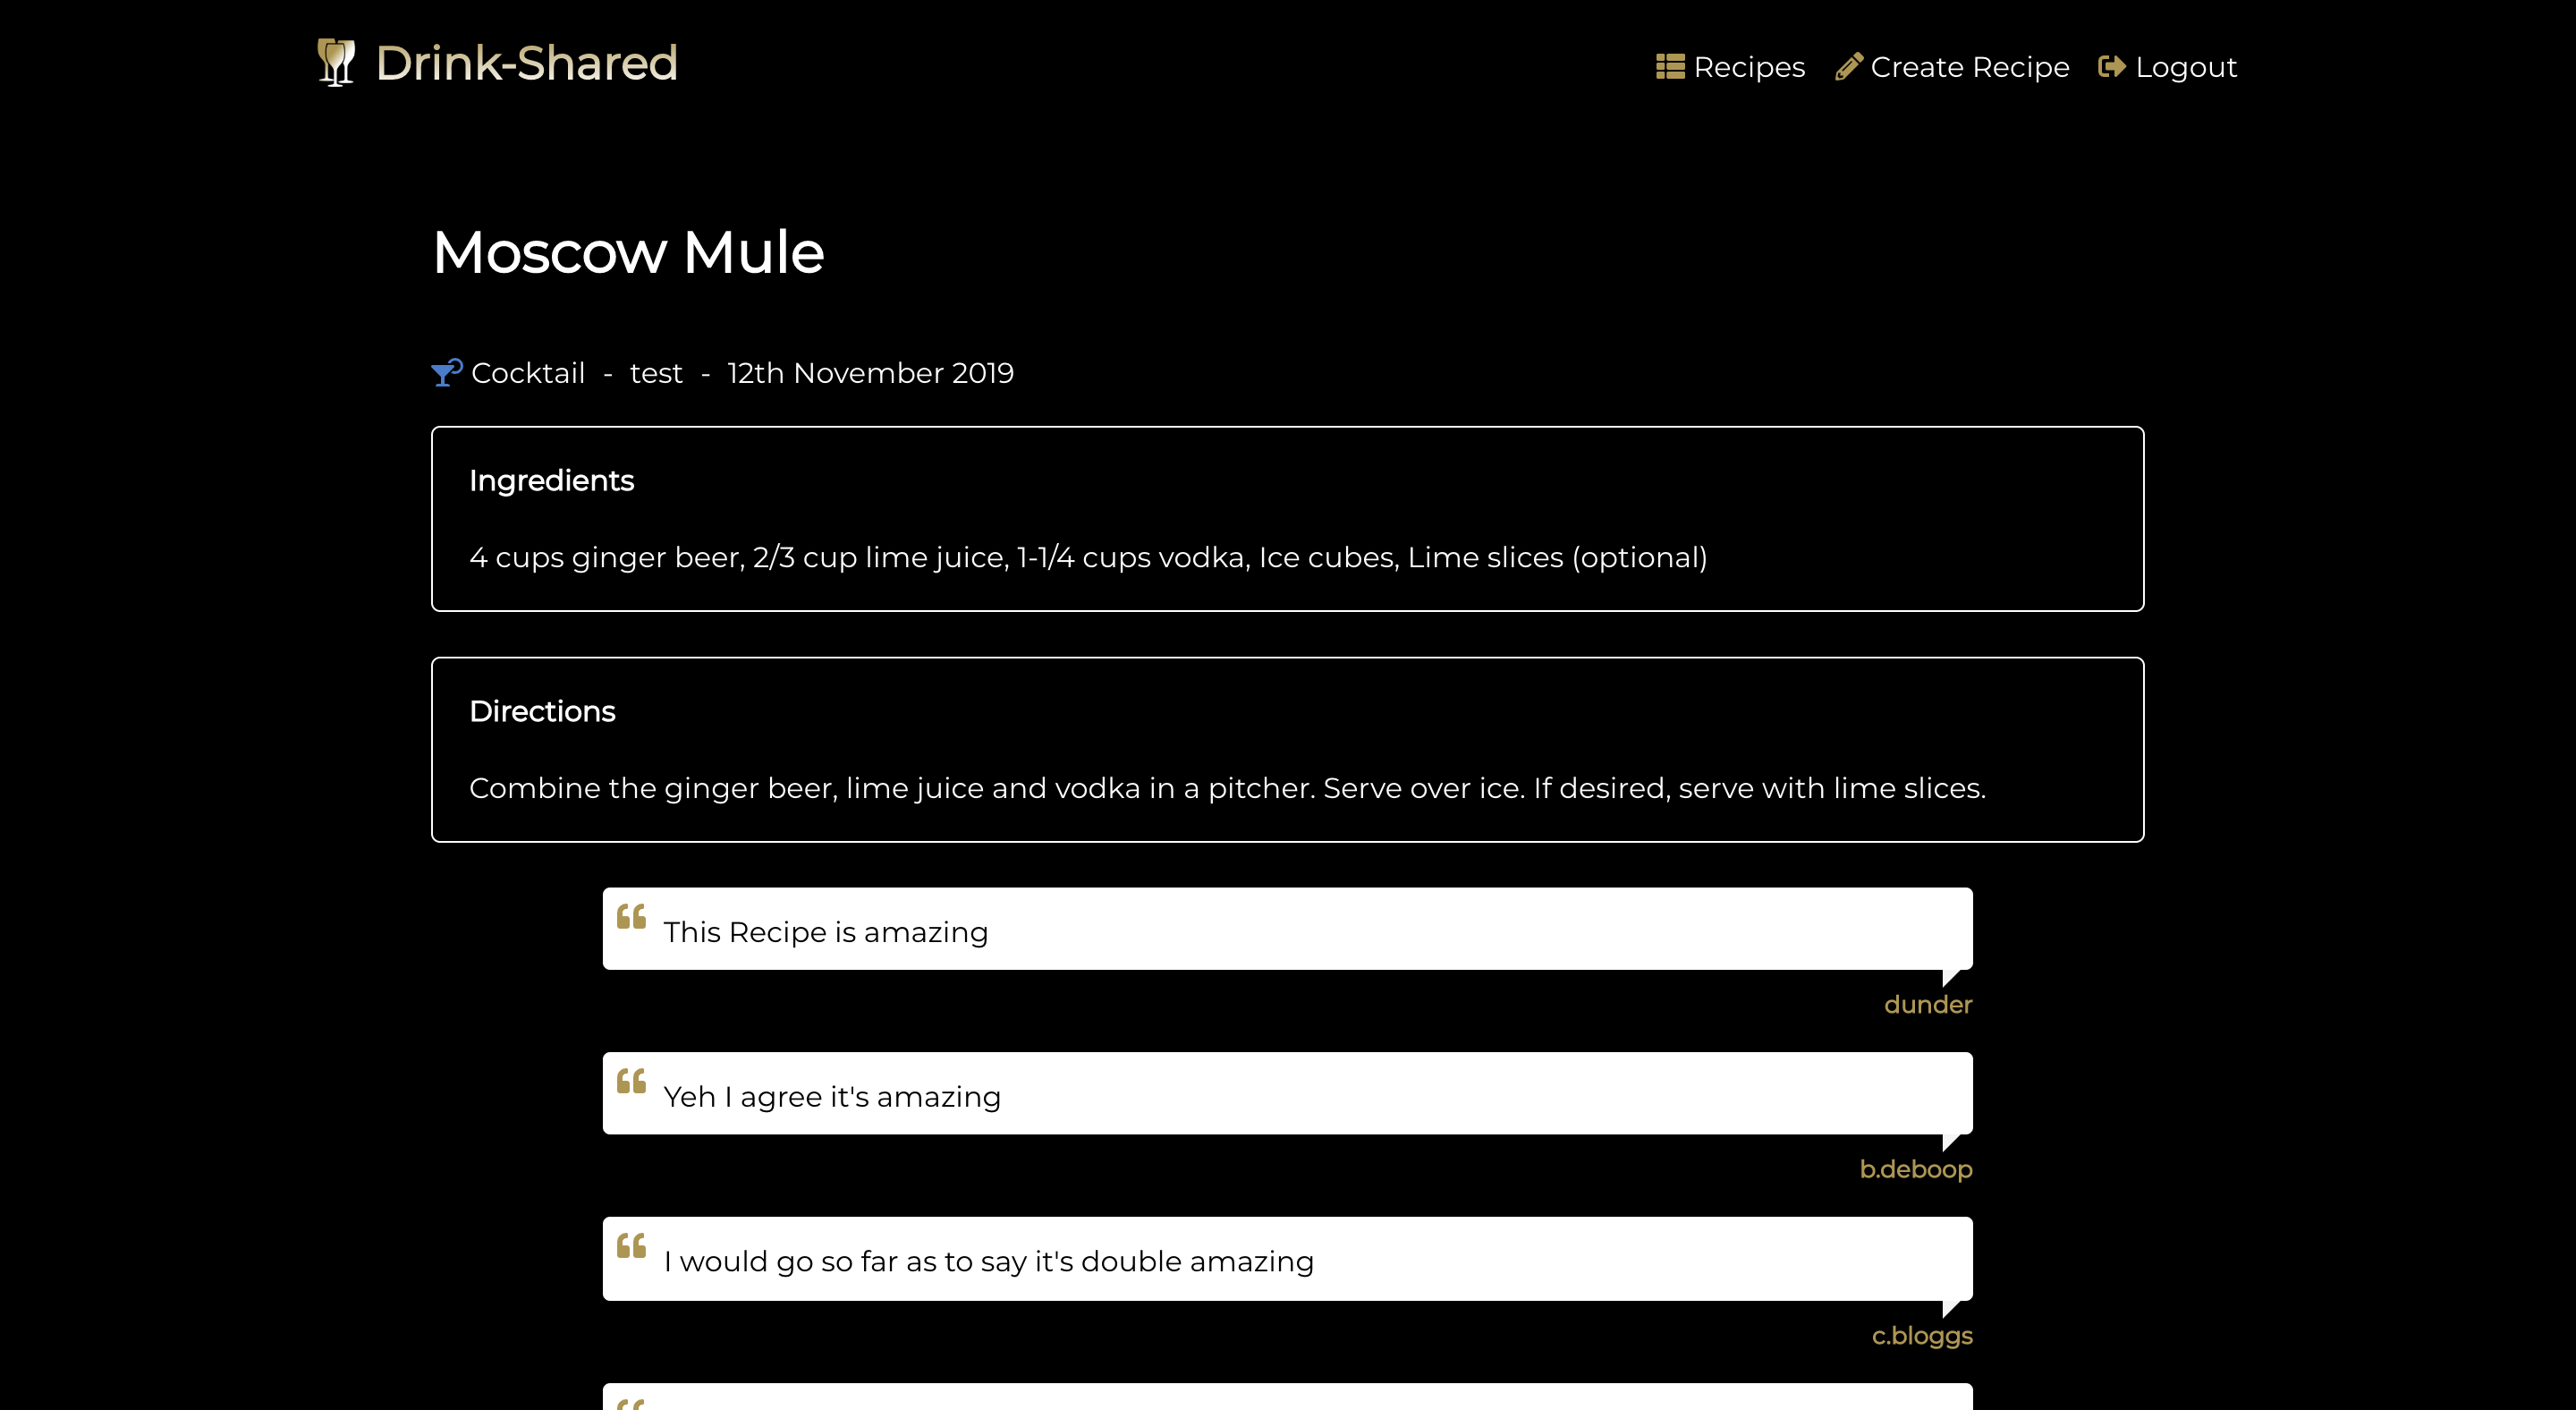 Drink-Shared
Recipes
Create Recipe
Logout
Moscow Mule
Cocktail - test - 12th November 2019
Ingredients
4 cups ginger beer, 2/3 cup lime juice, 1-1/4 cups vodka, Ice cubes, Lime slices (optional)
Directions
Combine the ginger beer, lime juice and vodka in a pitcher. Serve over ice. If desired, serve with lime slices.
This Recipe is amazing
dunder
Yeh I agree it's amazing
b.deboop
I would go so far as to say it's double amazing
c.bloggs